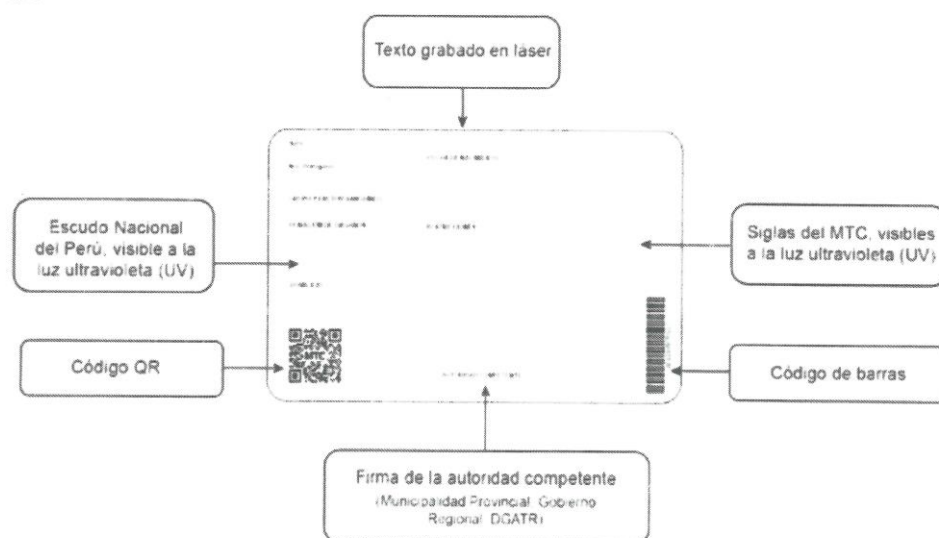 Texto grabado en láser
Escudo Nacional
del Perú, visible a la
luz ultravioleta (UV)
Siglas del MTC, visibles
a la luz ultravioleta (UV)
Código QR
MTC
Código de barras
Firma de la autoridad competente
(Municipalidad Provincial, Gobierno
Regional, DGATR)